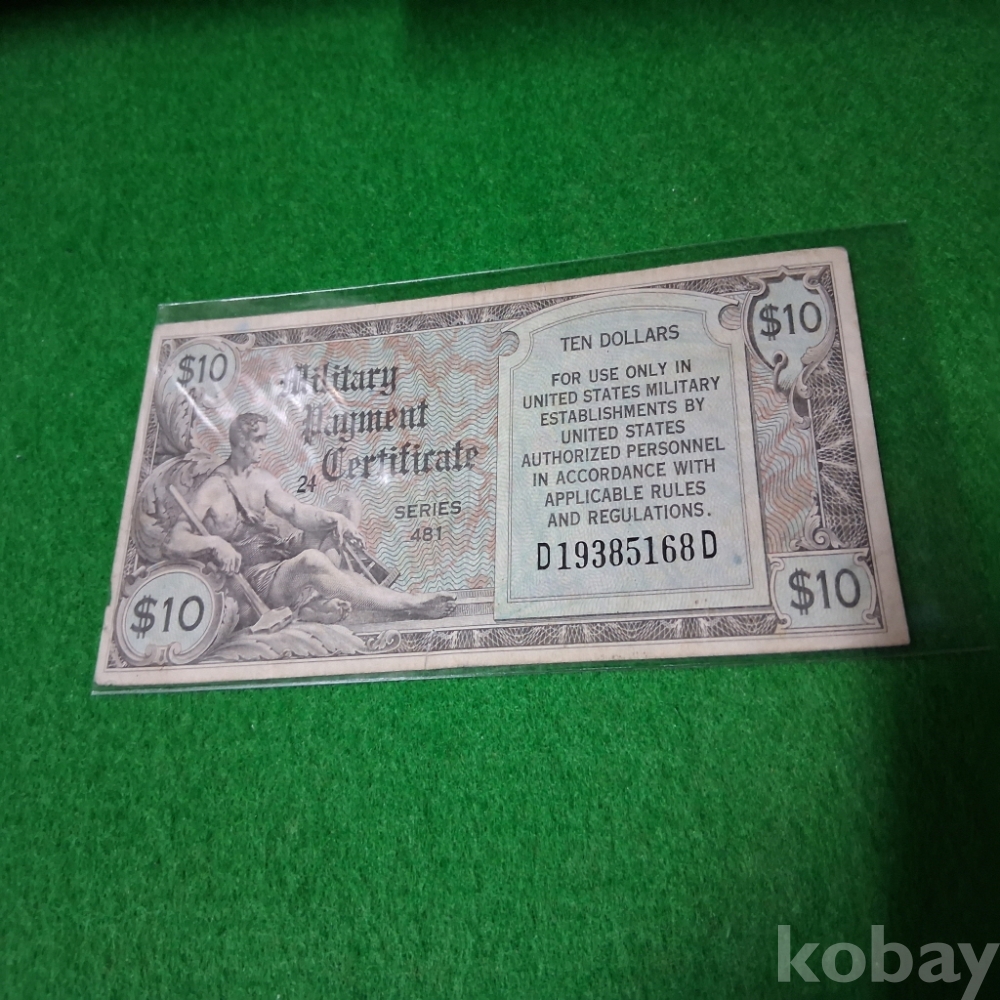 $10
Military
Payment
24 Certificate
SERIES
481
$10
TEN DOLLARS
FOR USE ONLY IN
UNITED STATES MILITARY
ESTABLISHMENTS BY
UNITED STATES
AUTHORIZED PERSONNEL
IN ACCORDANCE WITH
APPLICABLE RULES
AND REGULATIONS.
D19385168D
$10
$10
kobay